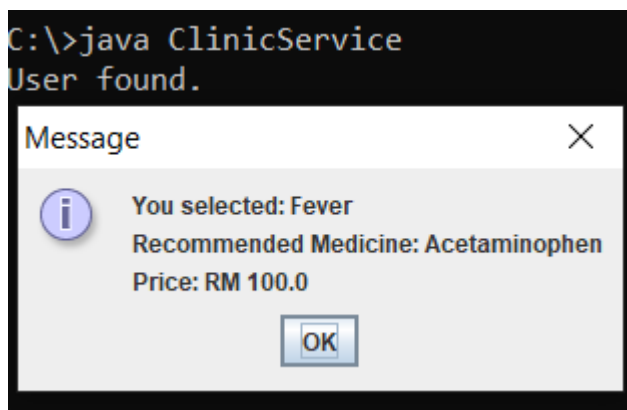 C:\>java ClinicService
User found.
Message
You selected: Fever
Recommended Medicine: Acetaminophen
Price: RM 100.0
OK